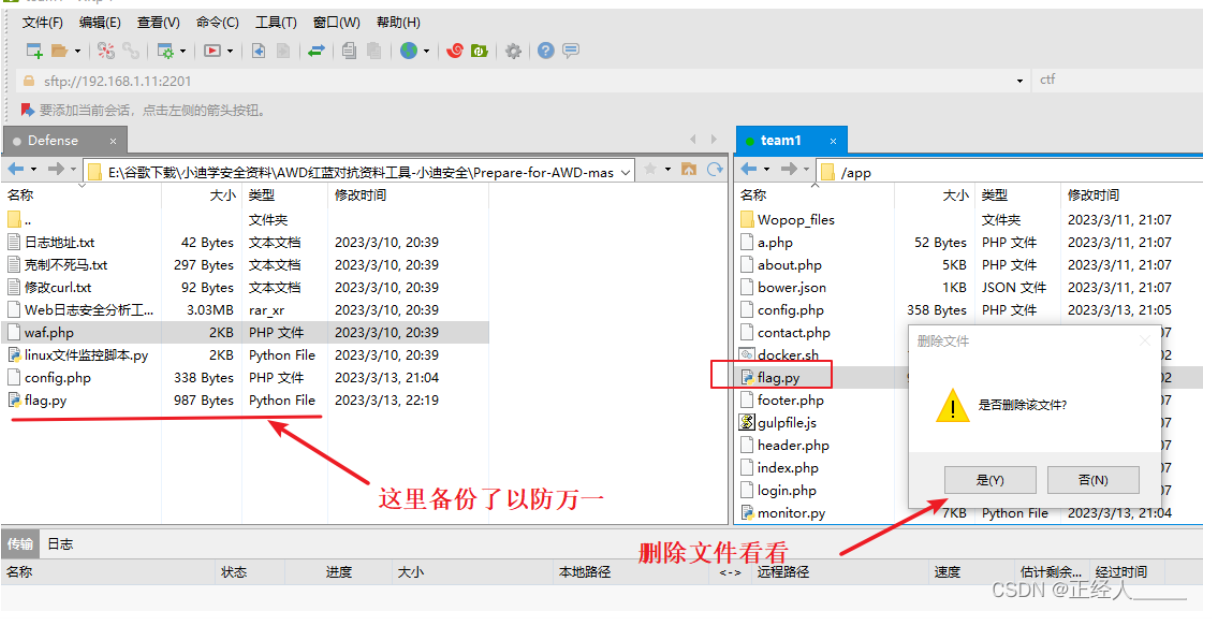 文件(F) 编辑(E) 查看(V) 命令(C) 工具(T) 窗口(W) 帮助(H)
sftp://192.168.1.11:2201 ctf
要添加当前会话，点击左侧的箭头按钮。
Defense ×
team1 ×
E:\谷歌下载\小迪学安全资料\AWD红蓝对抗资料工具-小迪安全\Prepare-for-AWD-mas
/app
名称 大小 类型 修改时间
.. 文件夹
日志地址.txt 42 Bytes 文本文档 2023/3/10, 20:39
克制不死马.txt 297 Bytes 文本文档 2023/3/10, 20:39
修改curl.txt 92 Bytes 文本文档 2023/3/10, 20:39
Web日志安全分析工... 3.03MB rar_xr 2023/3/10, 20:39
waf.php 2KB PHP 文件 2023/3/10, 20:39
linux文件监控脚本.py 2KB Python File 2023/3/10, 20:39
config.php 338 Bytes PHP 文件 2023/3/13, 21:04
flag.py 987 Bytes Python File 2023/3/13, 22:19
这里备份了以防万一
名称 大小 类型 修改时间
Wopop_files 文件夹 2023/3/11, 21:07
a.php 52 Bytes PHP 文件 2023/3/11, 21:07
about.php 5KB PHP 文件 2023/3/11, 21:07
bower.json 1KB JSON 文件 2023/3/11, 21:07
config.php 358 Bytes PHP 文件 2023/3/13, 21:05
contact.php 07
docker.sh 02
flag.py 02
footer.php 07
gulpfile.js 07
header.php 07
index.php 07
login.php 07
monitor.py 7KB Python File 2023/3/13, 21:04
删除文件
是否删除该文件?
是(Y) 否(N)
删除文件看看
传输 日志
名称 状态 进度 大小 本地路径 <-> 远程路径 速度 估计剩余... 经过时间
CSDN @正经人_____